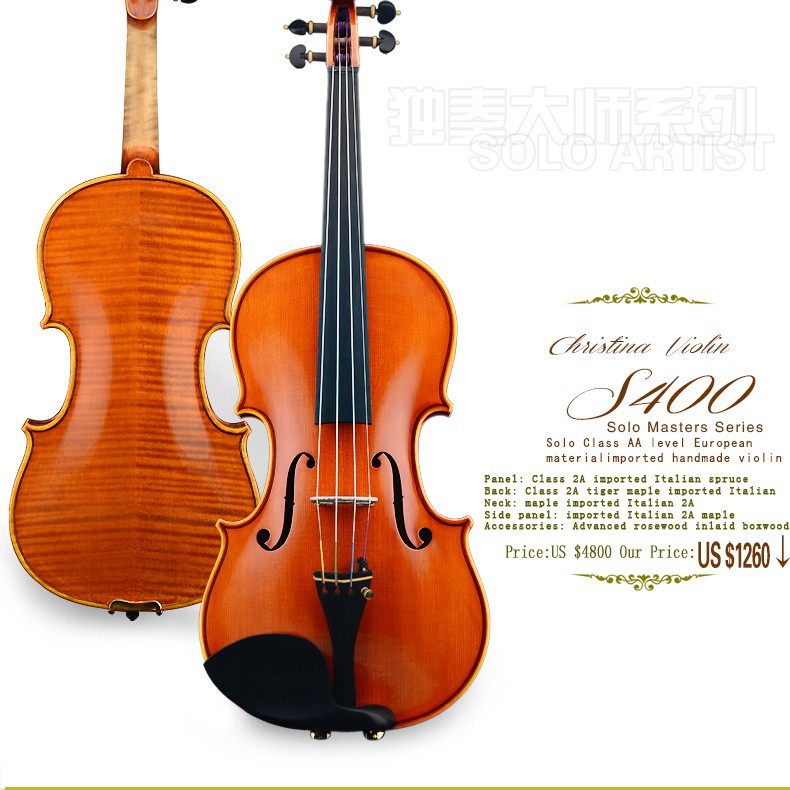 独奏大师系列
SOLO ARTIST
Christina Violin
S400
Solo Masters Series
Solo Class AA level European
materialimported handmade violin
Panel: Class 2A imported Italian spruce
Back: Class 2A tiger maple imported Italian
Neck: maple imported Italian 2A
Side panel: imported Italian 2A maple
Accessories: Advanced rosewood inlaid boxwood
Price:US $4800 Our Price:US $1260↓